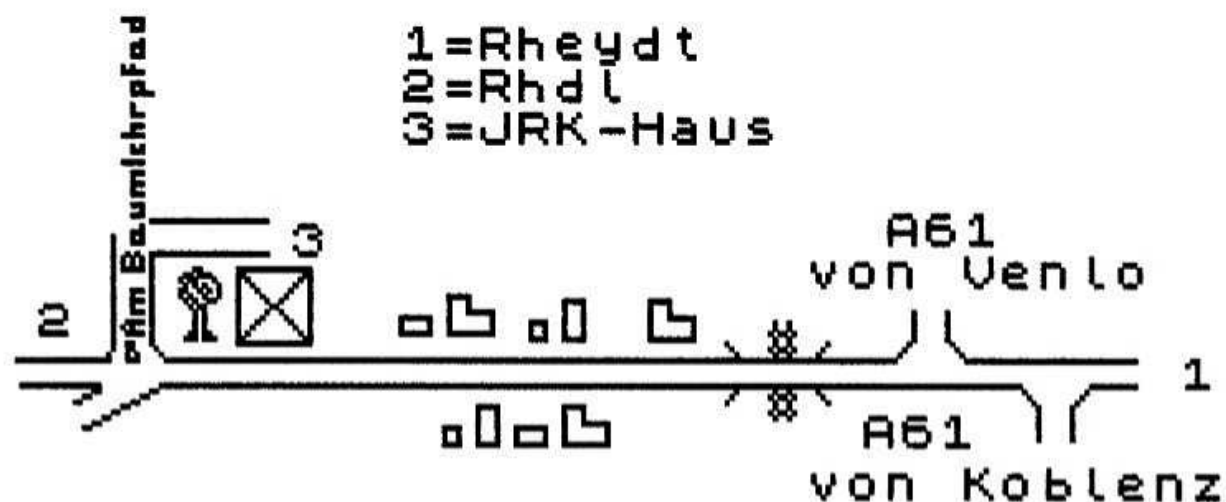 1=Rheydt
2=Rhdl
3=JRK-Haus
"Am Baumlehrpfad
3
2
A61
von Venlo
1
A61
von Koblenz